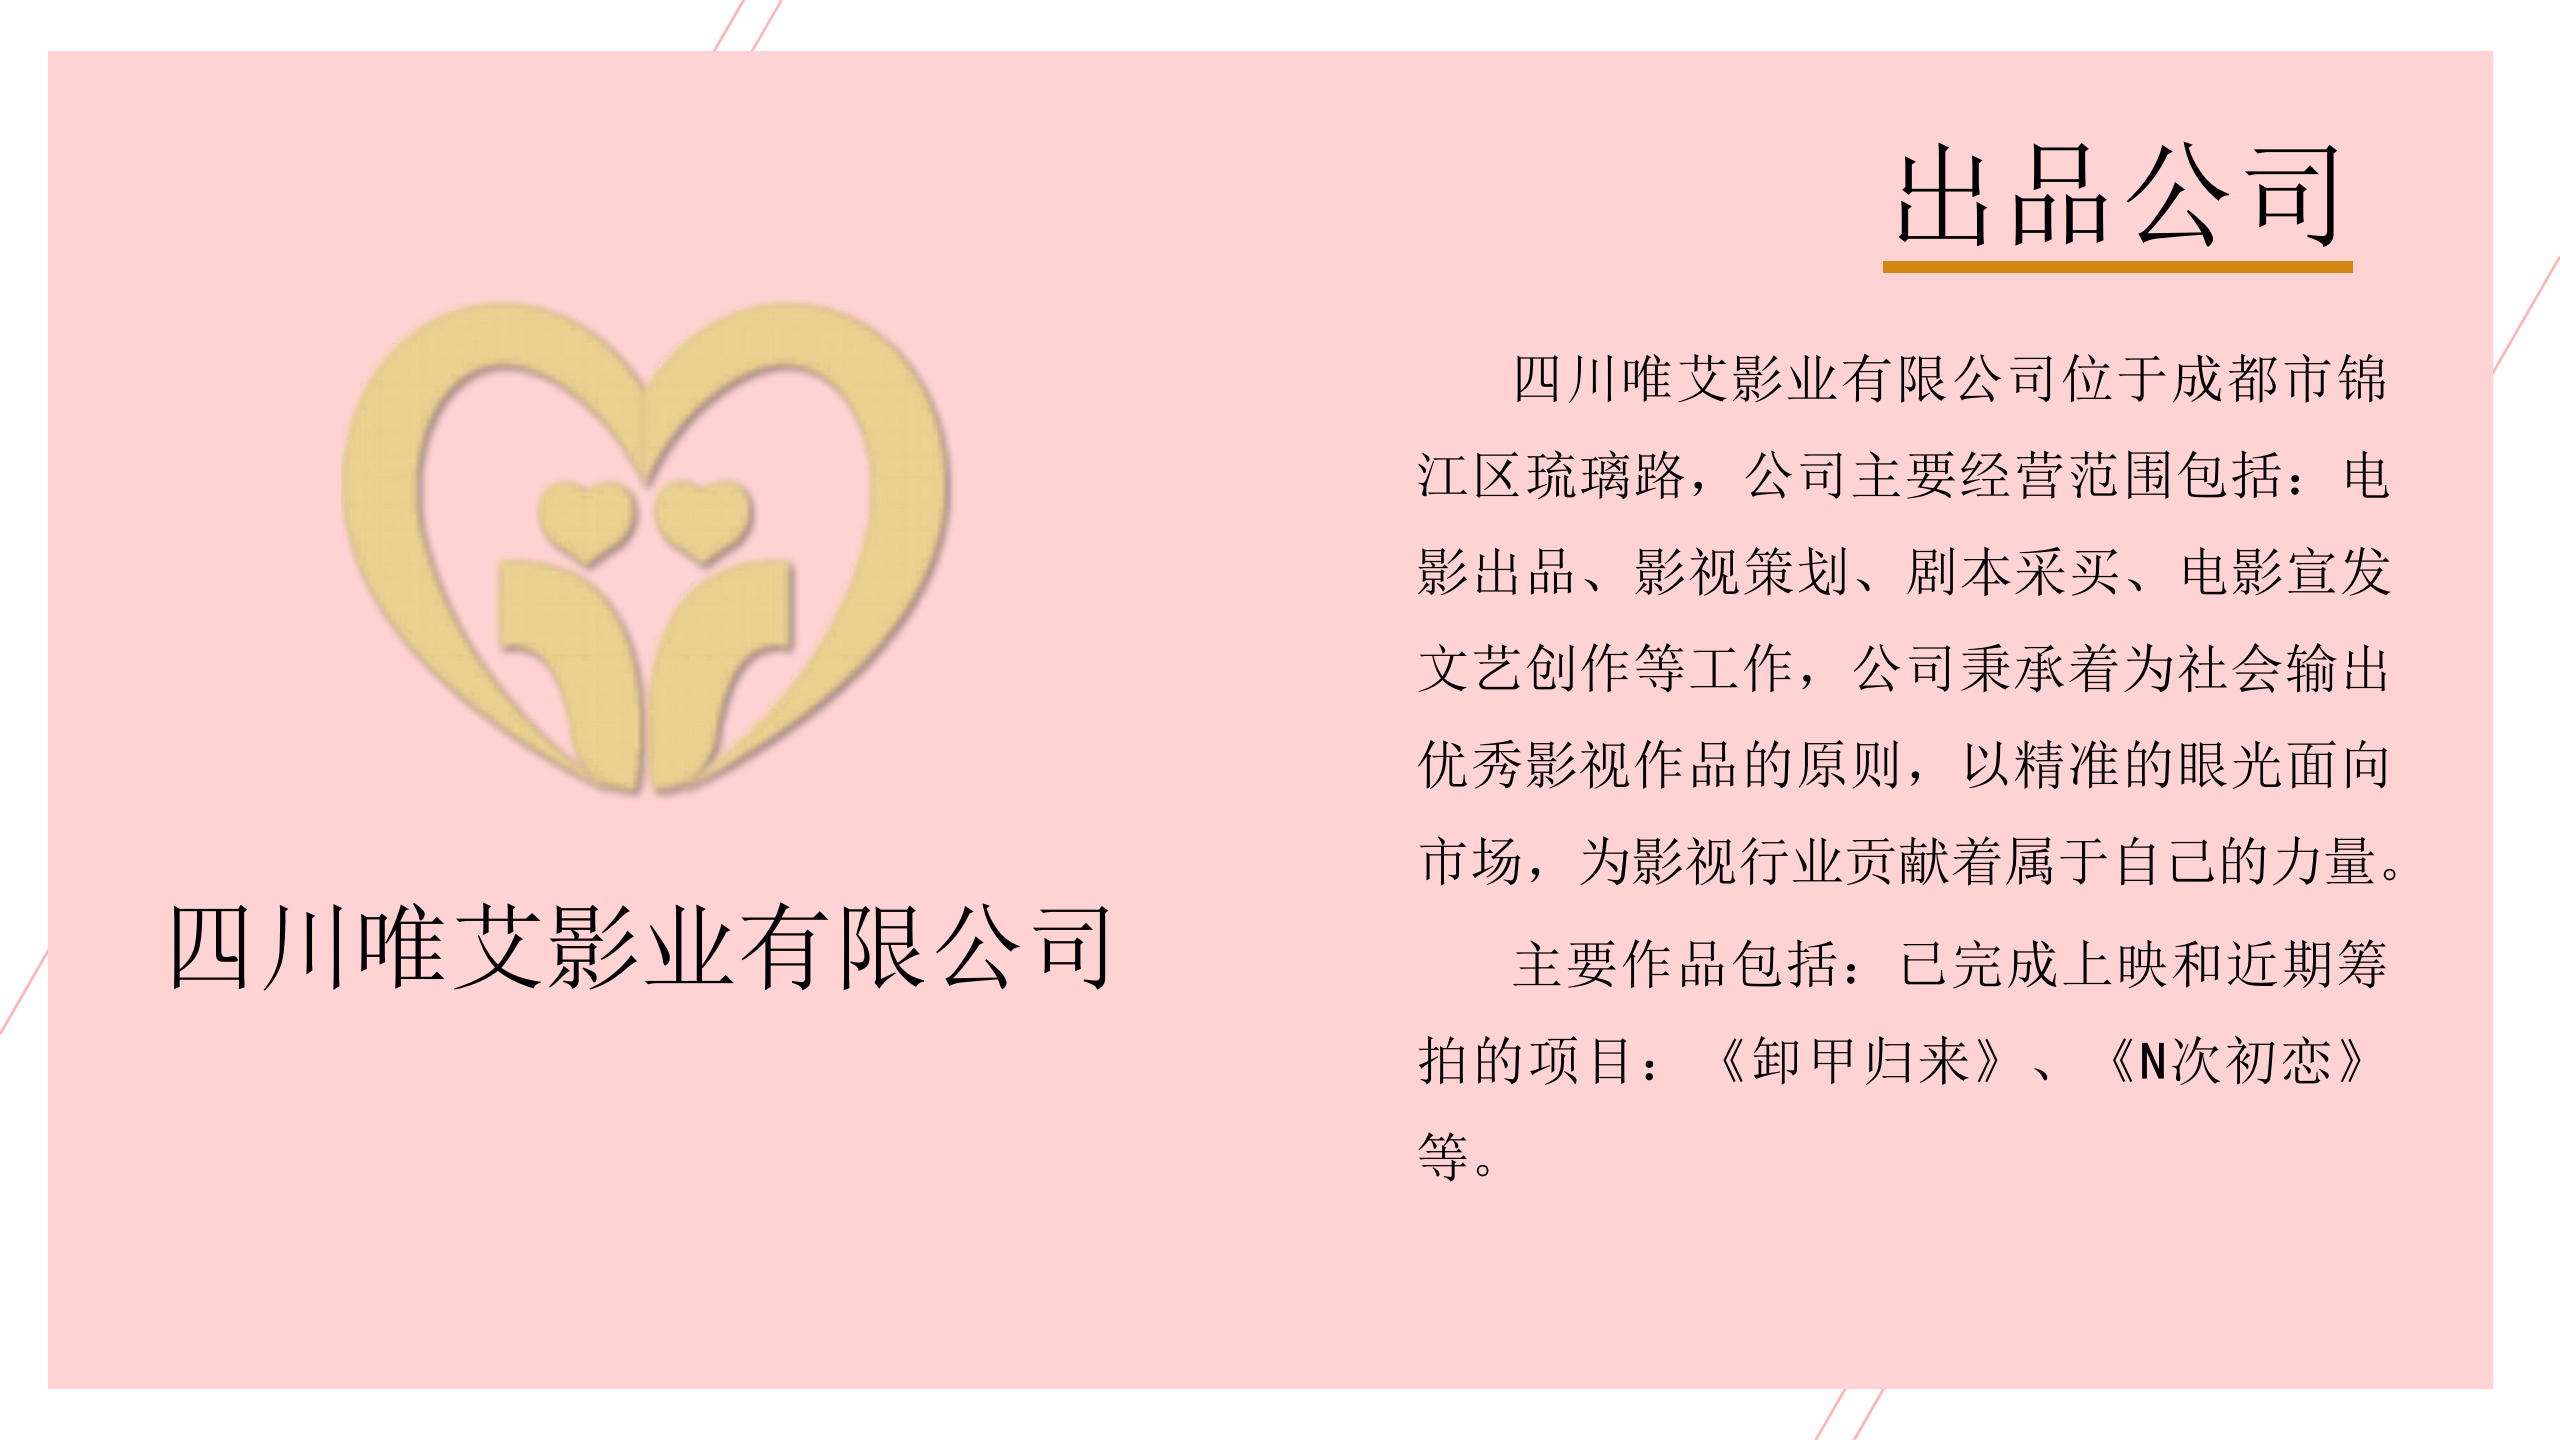 出品公司
四川唯艾影业有限公司位于成都市锦
江区琉璃路，公司主要经营范围包括：电
影出品、影视策划、剧本采买、电影宣发
文艺创作等工作，公司秉承着为社会输出
优秀影视作品的原则，以精准的眼光面向
市场，为影视行业贡献着属于自己的力量。
主要作品包括：已完成上映和近期筹
拍的项目：《卸甲归来》、《N次初恋》
等。
四川唯艾影业有限公司